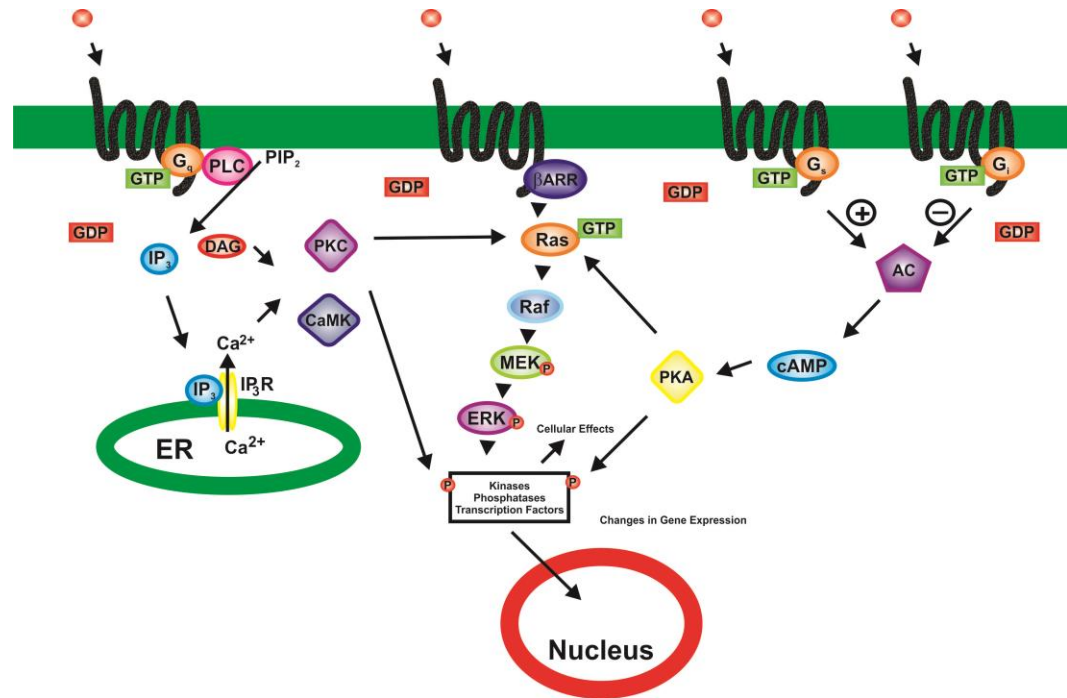 Gq
PLC
PIP2
GTP
GDP
IP3
DAG
PKC
CaMK
Ca2+
IP3
IP3R
ER
Ca2+
GDP
βARR
Ras
GTP
Raf
MEK
P
ERK
P
Cellular Effects
P
P
Kinases
Phosphatases
Transcription Factors
Changes in Gene Expression
Nucleus
GDP
GTP
Gs
+
GTP
Gi
−
GDP
AC
cAMP
PKA